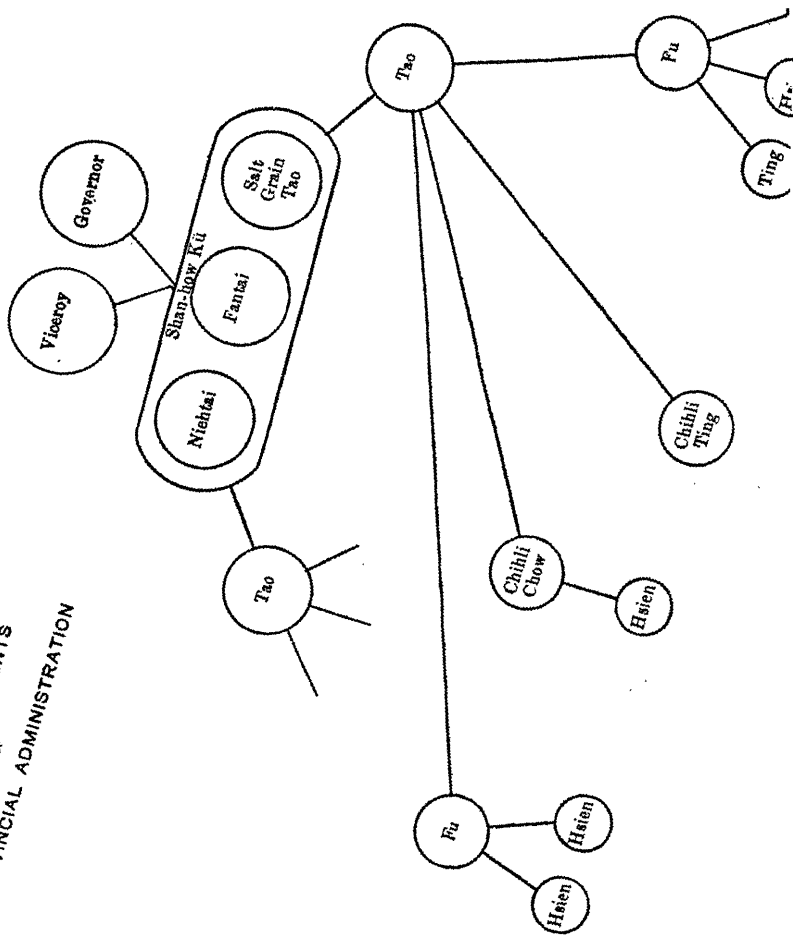 VINCIAL ADMINISTRATION
Viceroy
Governor
Shan-how Kü
Niehtai
Fantai
Salt
Grain
Tao
Tao
Tao
Fu
Chihli
Chow
Chihli
Ting
Fu
Hsien
Hsien
Hsien
Ting